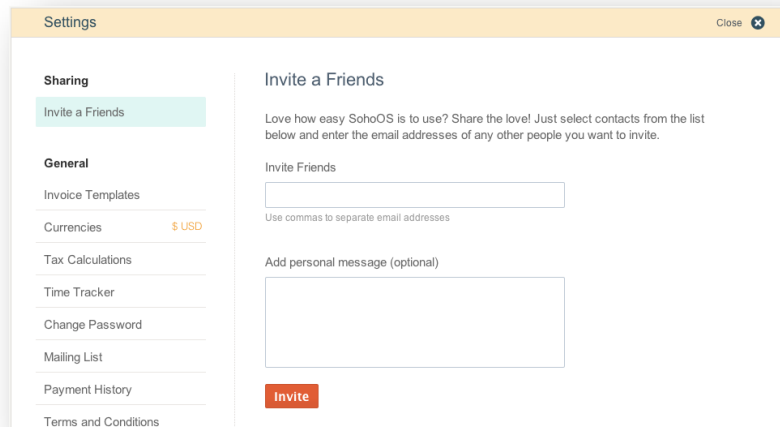 Settings
Close
Sharing
Invite a Friends
General
Invoice Templates
Currencies $ USD
Tax Calculations
Time Tracker
Change Password
Mailing List
Payment History
Terms and Conditions
Invite a Friends
Love how easy SohoOS is to use? Share the love! Just select contacts from the list
below and enter the email addresses of any other people you want to invite.
Invite Friends
Use commas to separate email addresses
Add personal message (optional)
Invite